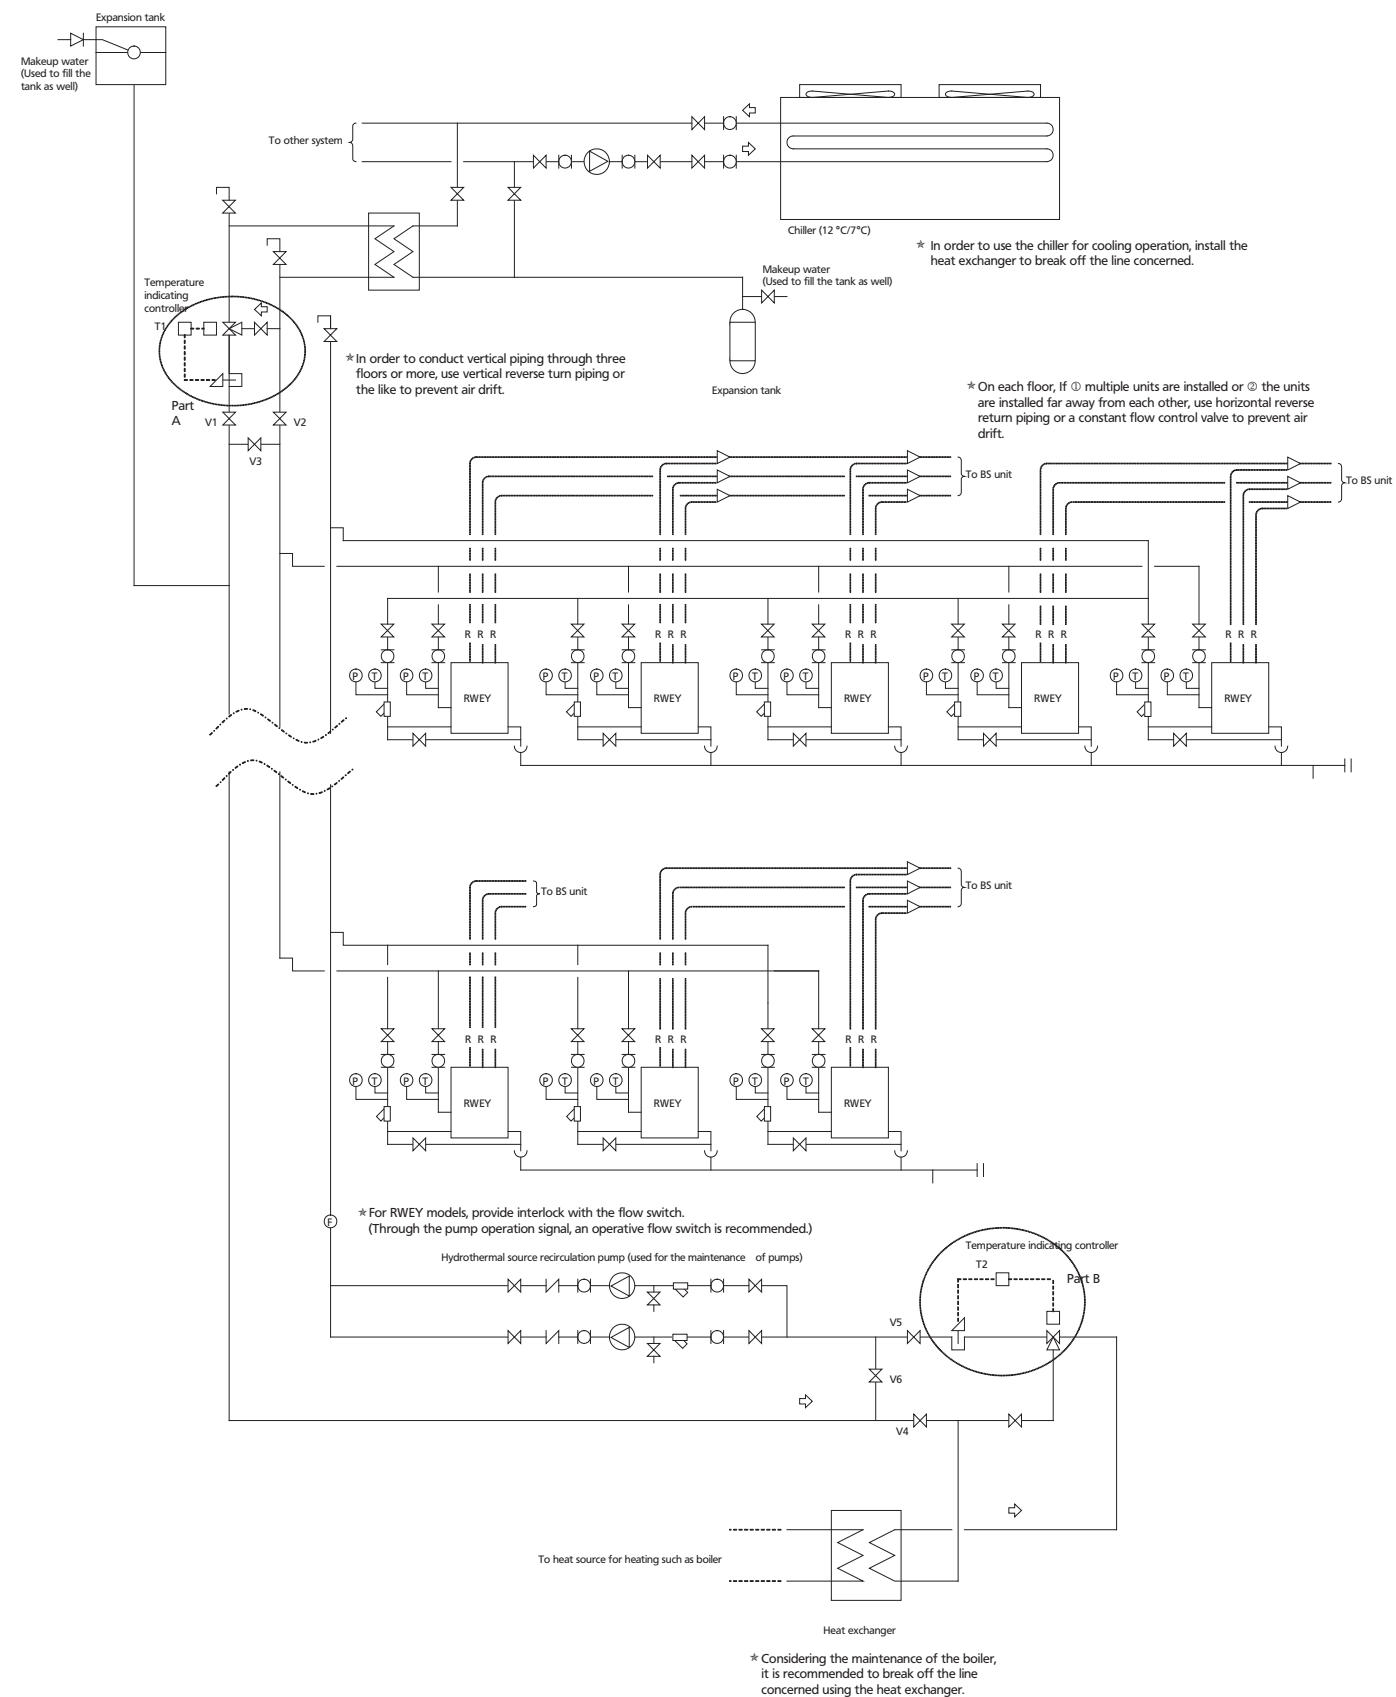 Expansion tank
Makeup water
(Used to fill the
tank as well)
To other system
Chiller (12 °C/7°C)
✯ In order to use the chiller for cooling operation, install the
heat exchanger to break off the line concerned.
Makeup water
(Used to fill the tank as well)
Expansion tank
Temperature
indicating
controller
T1
Part
A
V1
V2
V3
✯ In order to conduct vertical piping through three
floors or more, use vertical reverse turn piping or
the like to prevent air drift.
✯ On each floor, If ① multiple units are installed or ② the units
are installed far away from each other, use horizontal reverse
return piping or a constant flow control valve to prevent air
drift.
To BS unit
To BS unit
R R R
R R R
R R R
R R R
R R R
P T P T RWEY
P T P T RWEY
P T P T RWEY
P T P T RWEY
P T P T RWEY
To BS unit
To BS unit
R R R
R R R
R R R
P T P T RWEY
P T P T RWEY
P T P T RWEY
F
✯ For RWEY models, provide interlock with the flow switch.
(Through the pump operation signal, an operative flow switch is recommended.)
Hydrothermal source recirculation pump (used for the maintenance of pumps)
Temperature indicating controller
T2
Part B
V5
V6
V4
To heat source for heating such as boiler
Heat exchanger
✯ Considering the maintenance of the boiler,
it is recommended to break off the line
concerned using the heat exchanger.